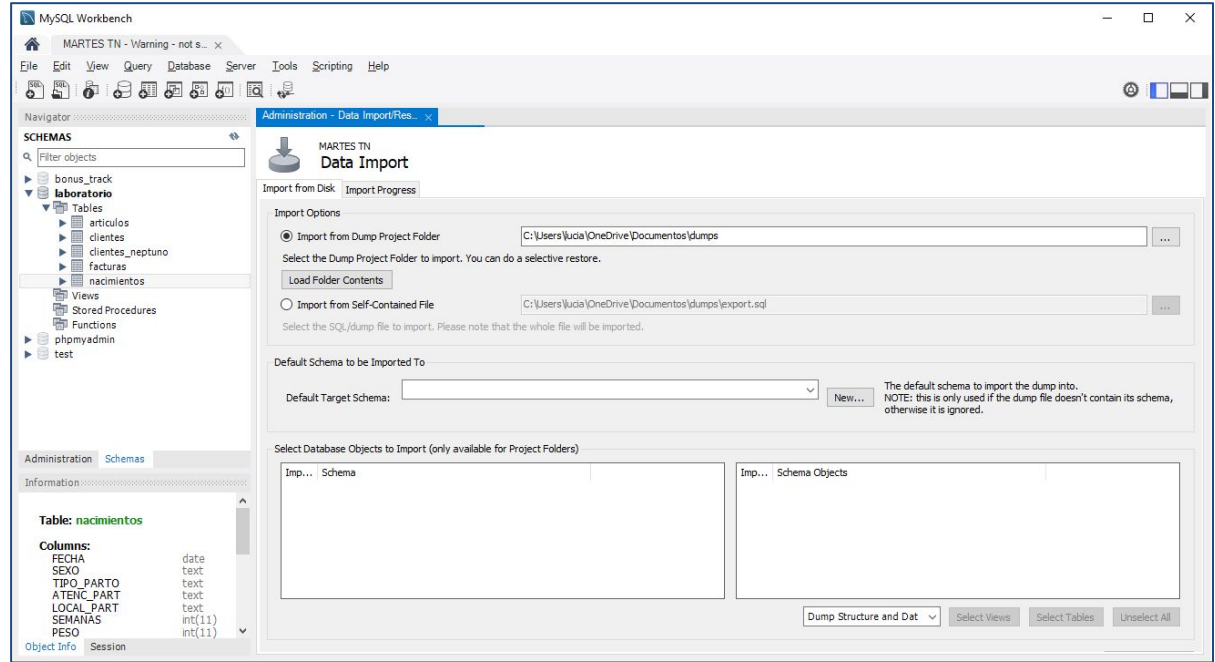 MySQL Workbench
MARTES TN - Warning - not s...
File Edit View Query Database Server Tools Scripting Help
Navigator
SCHEMAS
Filter objects
bonus_track
laboratorio
Tables
articulos
clientes
clientes_neptuno
facturas
nacimientos
Views
Stored Procedures
Functions
phpmyadmin
test
Administration Schemas
Information
Table: nacimientos
Columns:
FECHA date
SEXO text
TIPO_PARTO text
ATENC_PART text
LOCAL_PART text
SEMANAS int(11)
PESO int(11)
Object Info Session
Administration - Data Import/Res...
MARTES TN
Data Import
Import from Disk Import Progress
Import Options
Import from Dump Project Folder C:\Users\lucia\OneDrive\Documentos\dumps ...
Select the Dump Project Folder to import. You can do a selective restore.
Load Folder Contents
Import from Self-Contained File C:\Users\lucia\OneDrive\Documentos\dumps\export.sql ...
Select the SQL/dump file to import. Please note that the whole file will be imported.
Default Schema to be Imported To
Default Target Schema: New...
The default schema to import the dump into.
NOTE: this is only used if the dump file doesn't contain its schema,
otherwise it is ignored.
Select Database Objects to Import (only available for Project Folders)
Imp... Schema
Imp... Schema Objects
Dump Structure and Dat Select Views Select Tables Unselect All